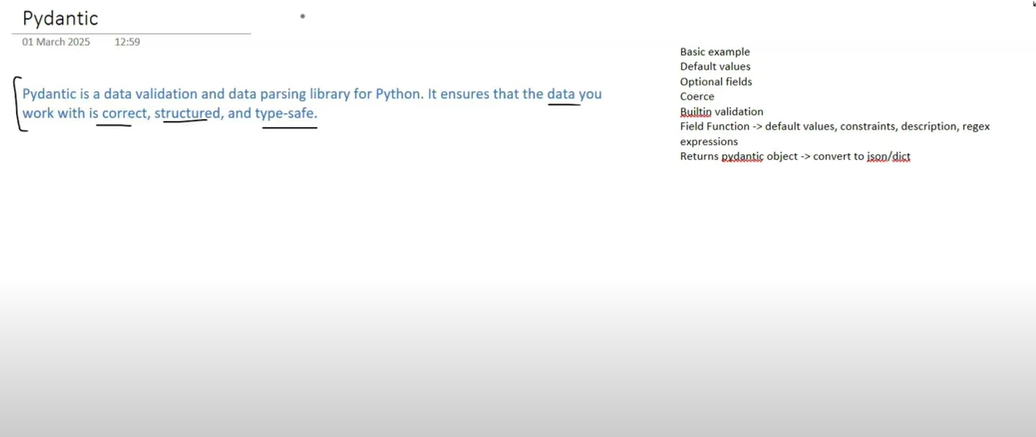 Pydantic
01 March 2025 12:59
Pydantic is a data validation and data parsing library for Python. It ensures that the data you
work with is correct, structured, and type-safe.
Basic example
Default values
Optional fields
Coerce
Builtin validation
Field Function -> default values, constraints, description, regex
expressions
Returns pydantic object -> convert to json/dict